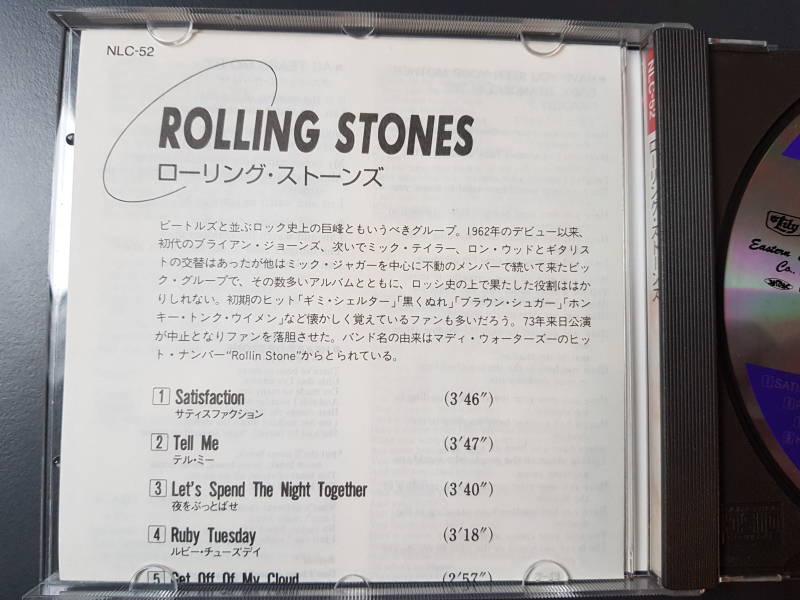 NLC-52
ROLLING STONES
ローリング・ストーンズ
ビートルズと並ぶロック史上の巨峰ともいうべきグループ。1962年のデビュー以来、
初代のブライアン・ジョーンズ、次いでミック・テイラー、ロン・ウッドとギタリス
トの交替はあったが他はミック・ジャガーを中心に不動のメンバーで続いて来たビッ
ク・グループで、その数多いアルバムとともに、ロッシ史の上で果たした役割ははか
りしれない。初期のヒット「ギミ・シェルター」「黒くぬれ」「ブラウン・シュガー」「ホン
キー・トンク・ウイメン」など懐かしく覚えているファンも多いだろう。73年来日公演
が中止となりファンを落胆させた。バンド名の由来はマディ・ウォーターズーのヒッ
ト・ナンバー“Rollin Stone”からとられている。
1 Satisfaction (3′46″)
サティスファクション
2 Tell Me (3′47″)
テル・ミー
3 Let's Spend The Night Together (3′40″)
夜をぶっとばせ
4 Ruby Tuesday (3′18″)
ルビー・チューズデイ
5 Get Off Of My Cloud (2′57″)
NLC-52
Eastern
Co.